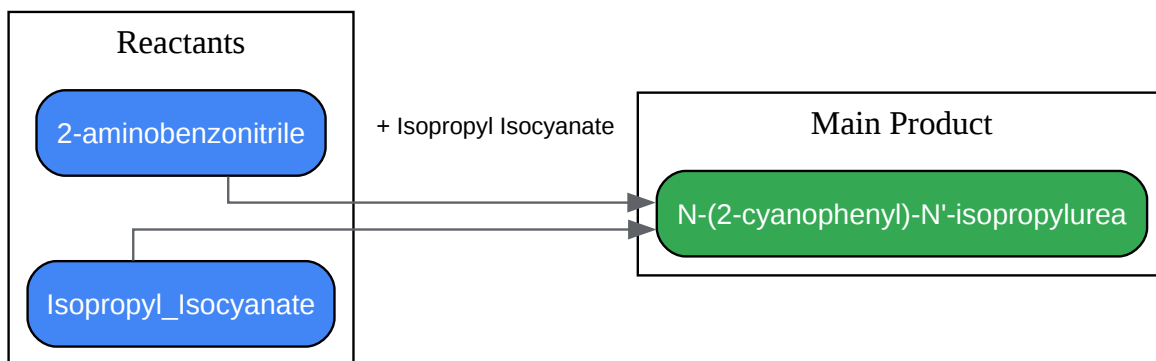 Reactants
2-aminobenzonitrile
Isopropyl_Isocyanate
+ Isopropyl Isocyanate
Main Product
N-(2-cyanophenyl)-N'-isopropylurea